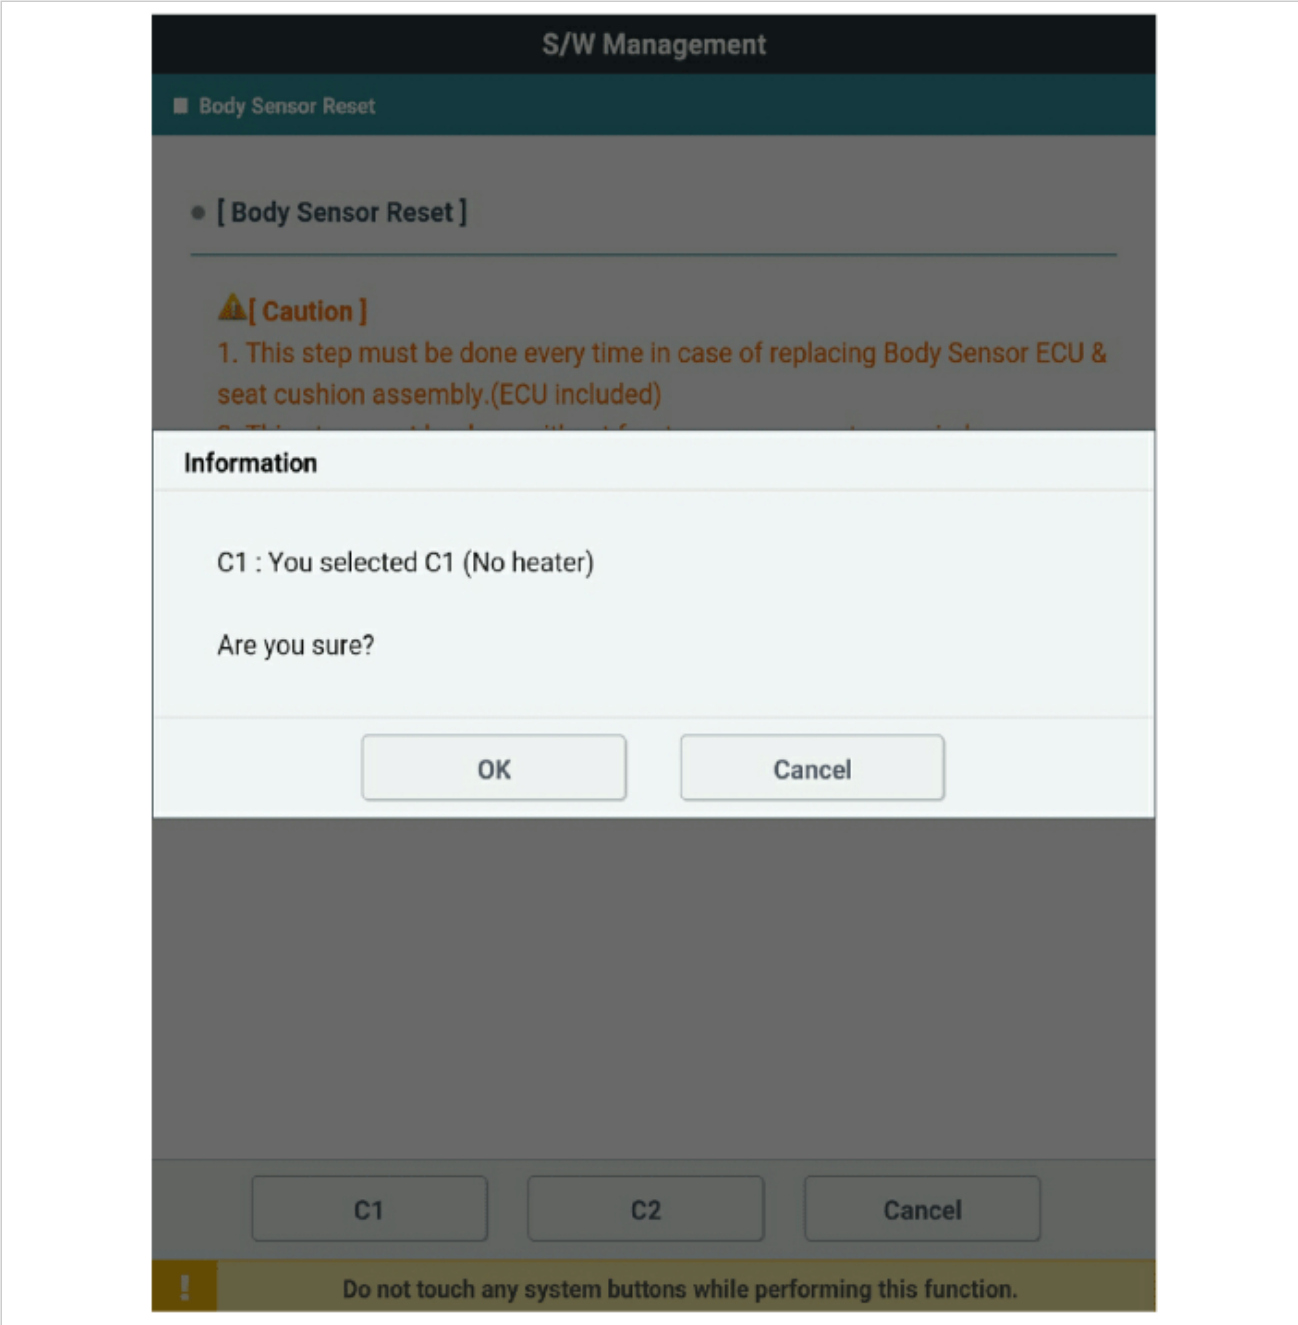 S/W Management
Body Sensor Reset
[ Body Sensor Reset ]
[ Caution ]
1. This step must be done every time in case of replacing Body Sensor ECU &
seat cushion assembly.(ECU included)
Information
C1 : You selected C1 (No heater)
Are you sure?
OK Cancel
C1 C2 Cancel
! Do not touch any system buttons while performing this function.